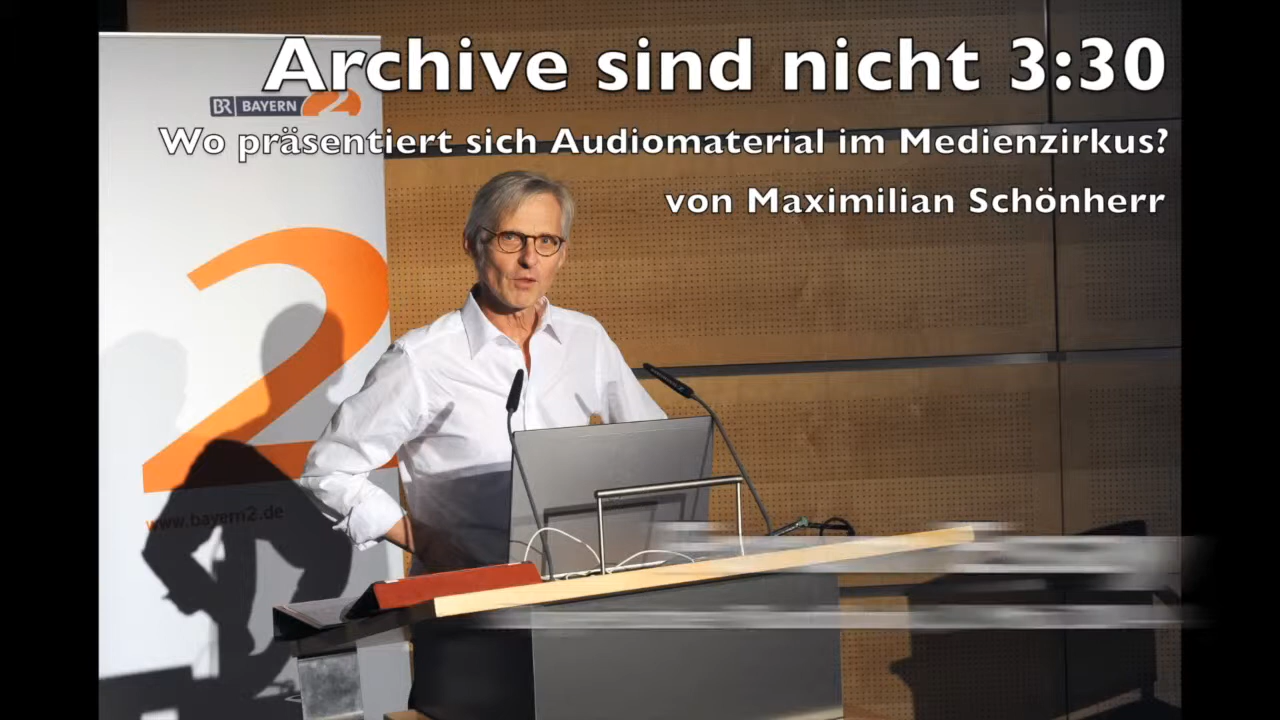 Archive sind nicht 3:30
BR BAYERN 2
Wo präsentiert sich Audiomaterial im Medienzirkus?
von Maximilian Schönherr
2
www.bayern2.de